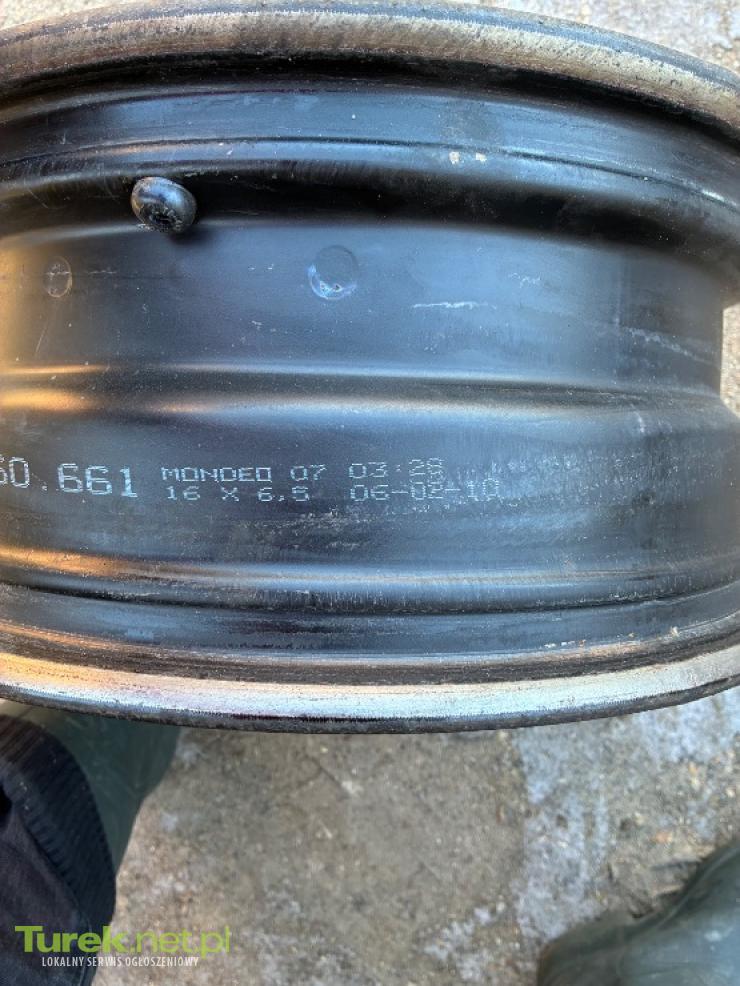 60.661 MONDEO 07 03:28
16 X 6,5 06-02-10
Turek.net.pl
LOKALNY SERWIS OGŁOSZENIOWY